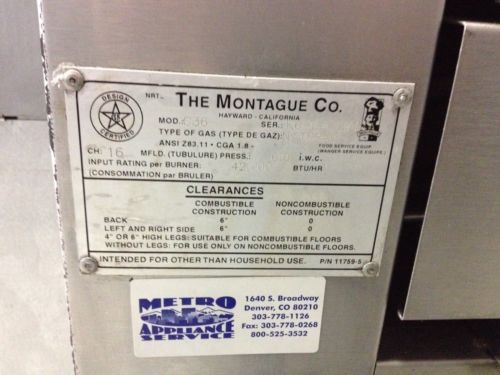 DESIGN
CERTIFIED
NRTL
THE MONTAGUE CO.
HAYWARD - CALIFORNIA
MOD. 36 SER.
TYPE OF GAS (TYPE DE GAZ):
ANSI Z83.11 • CGA 1.8 -
FOOD SERVICE EQUIP.
CH: 16 MFLD. (TUBULURE) PRESS.: I.W.C.
INPUT RATING per BURNER: BTU/HR
(CONSOMMATION par BRULER)
CLEARANCES
COMBUSTIBLE NONCOMBUSTIBLE
CONSTRUCTION CONSTRUCTION
BACK 6" 0
LEFT AND RIGHT SIDE 6" 0
4" OR 6" HIGH LEGS: SUITABLE FOR COMBUSTIBLE FLOORS
WITHOUT LEGS: FOR USE ONLY ON NONCOMBUSTIBLE FLOORS.
INTENDED FOR OTHER THAN HOUSEHOLD USE. P/N 11759-5
METRO
APPLIANCE
SERVICE
1640 S. Broadway
Denver, CO 80210
303-778-1126
Fax: 303-778-0268
800-525-3532